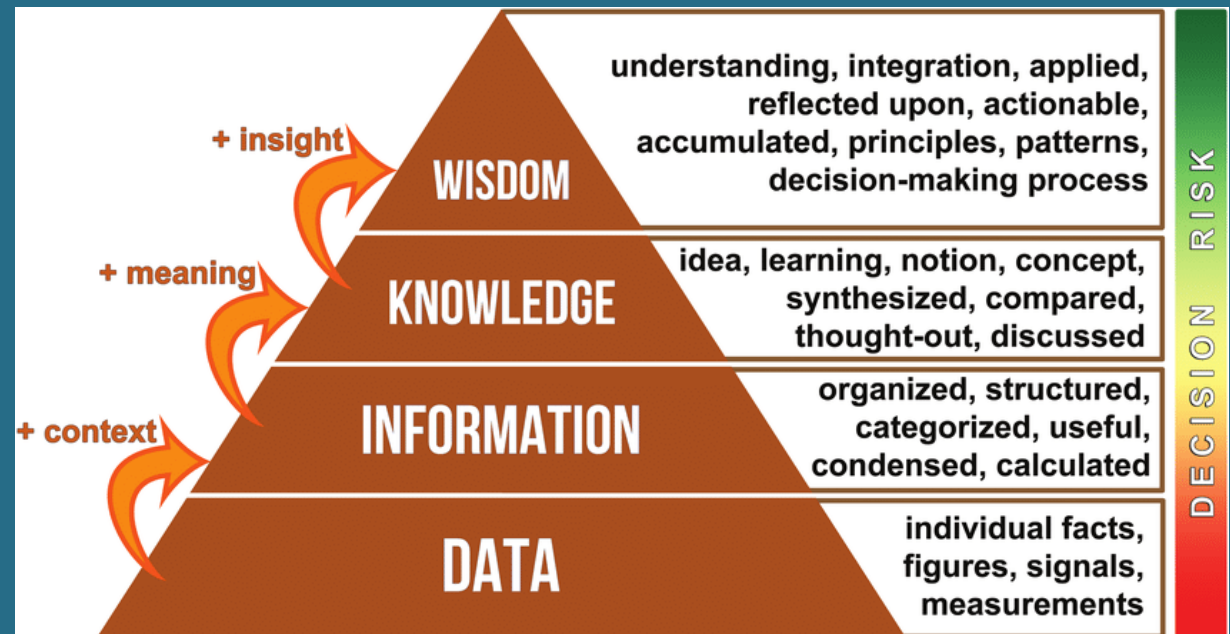 understanding, integration, applied,
reflected upon, actionable,
accumulated, principles, patterns,
decision-making process
+ insight
WISDOM
idea, learning, notion, concept,
synthesized, compared,
thought-out, discussed
+ meaning
KNOWLEDGE
organized, structured,
categorized, useful,
condensed, calculated
+ context
INFORMATION
individual facts,
figures, signals,
measurements
DATA
DECISION RISK